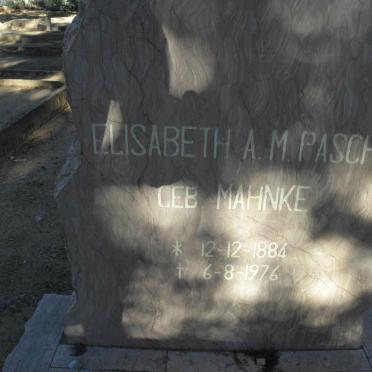 ELISABETH A. M. PASCH
GEB MAHNKE
* 12-12-1884
† 6-8-1976